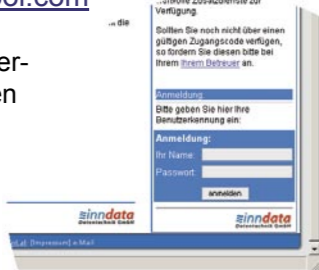 die
Zusatzdienste zur
Verfügung.
Sollten Sie noch nicht über einen
gültigen Zugangscode verfügen,
so fordern Sie diesen bitte bei
Ihrem Ihrem Betreuer an.
er-
en
Anmeldung
Bitte geben Sie hier Ihre
Benutzerkennung ein:
Anmeldung:
Ihr Name:
Passwort:
anmelden
sinndata
Datentechnik GmbH
sinndata
Datentechnik GmbH
[Impressum] e-Mail